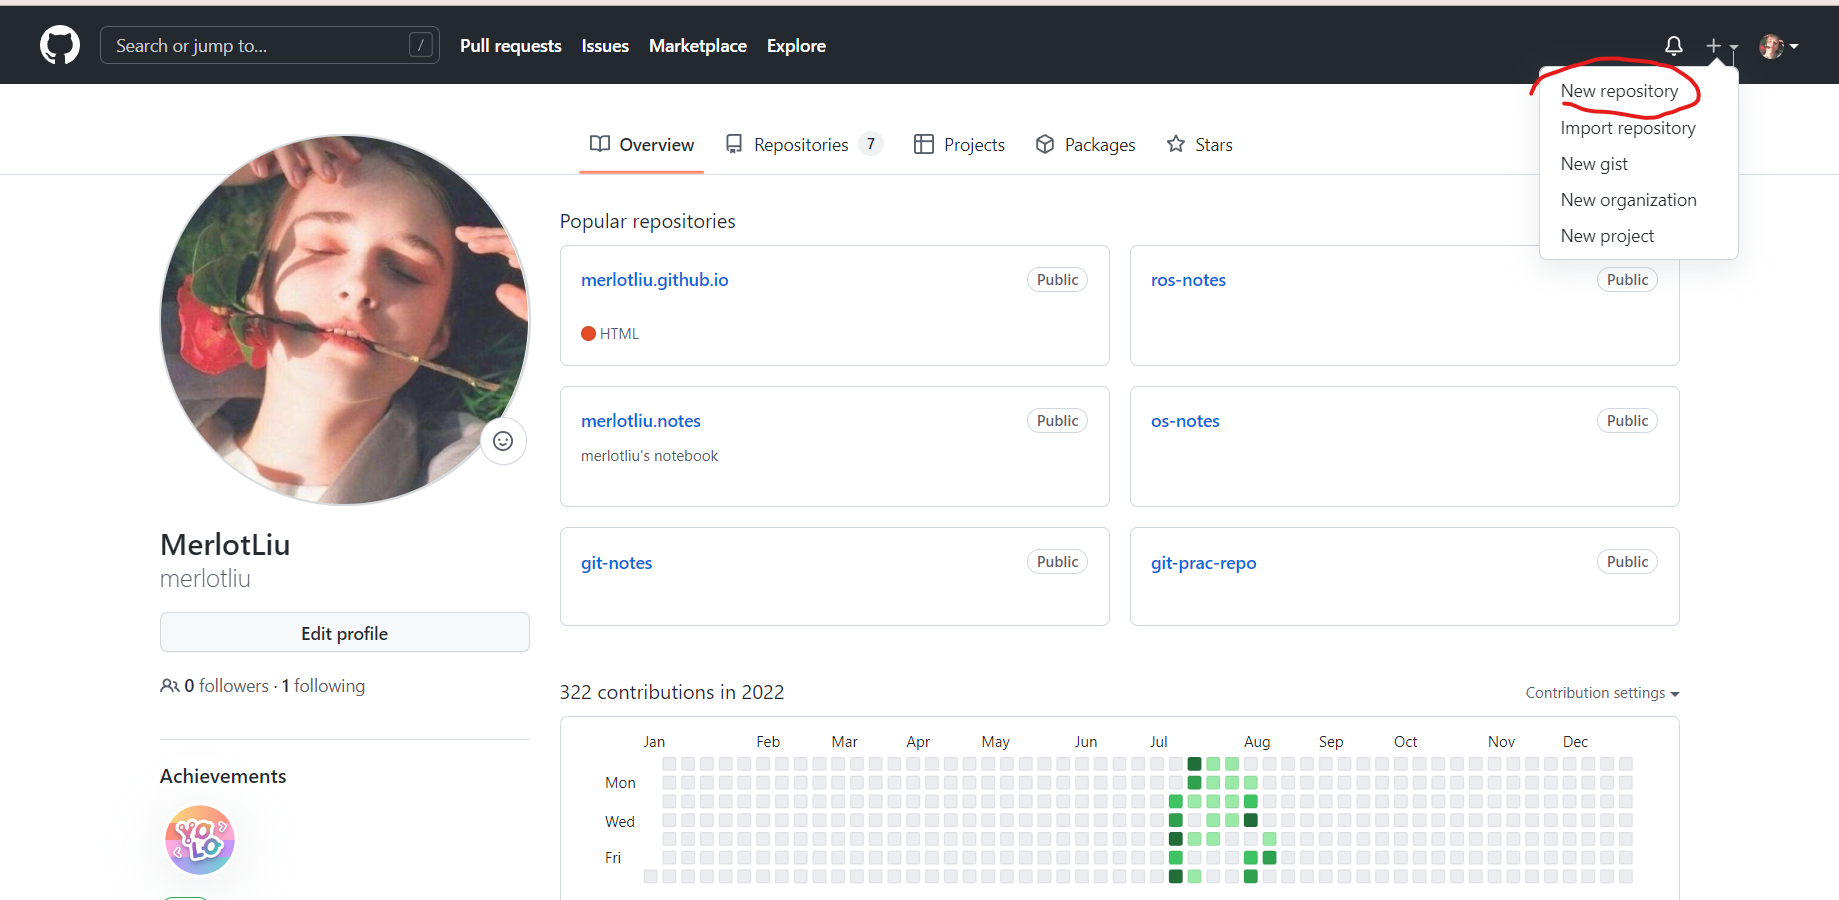 Search or jump to... /
Pull requests
Issues
Marketplace
Explore
New repository
Import repository
New gist
New organization
New project
Overview
Repositories 7
Projects
Packages
Stars
Popular repositories
merlotliu.github.io Public
HTML
ros-notes Public
merlotliu.notes Public
merlotliu's notebook
os-notes Public
git-notes Public
git-prac-repo Public
MerlotLiu
merlotliu
Edit profile
0 followers · 1 following
Achievements
YOLO
322 contributions in 2022
Contribution settings
Jan Feb Mar Apr May Jun Jul Aug Sep Oct Nov Dec
Mon
Wed
Fri